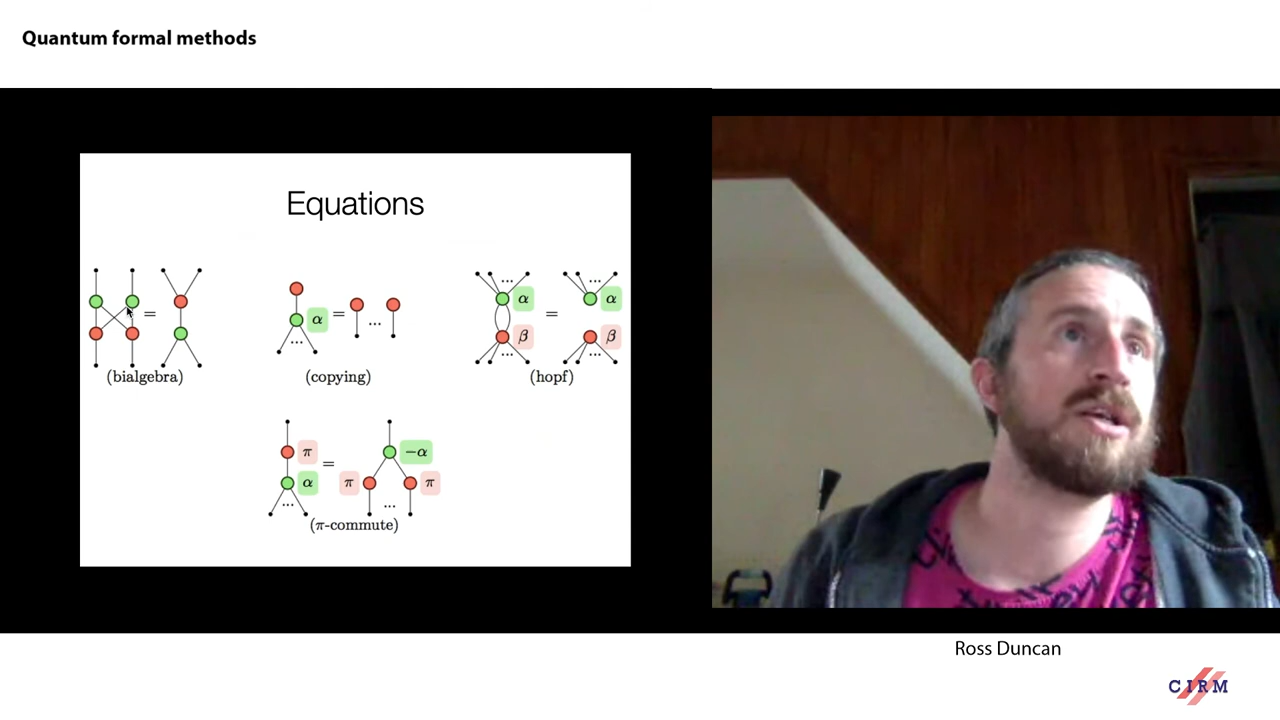 Quantum formal methods
Equations
α
β
=
α
β
(bialgebra)
=
α
=
...
(copying)
=
(hopf)
π
α
=
−α
π
π
(π-commute)
Ross Duncan
CIRM